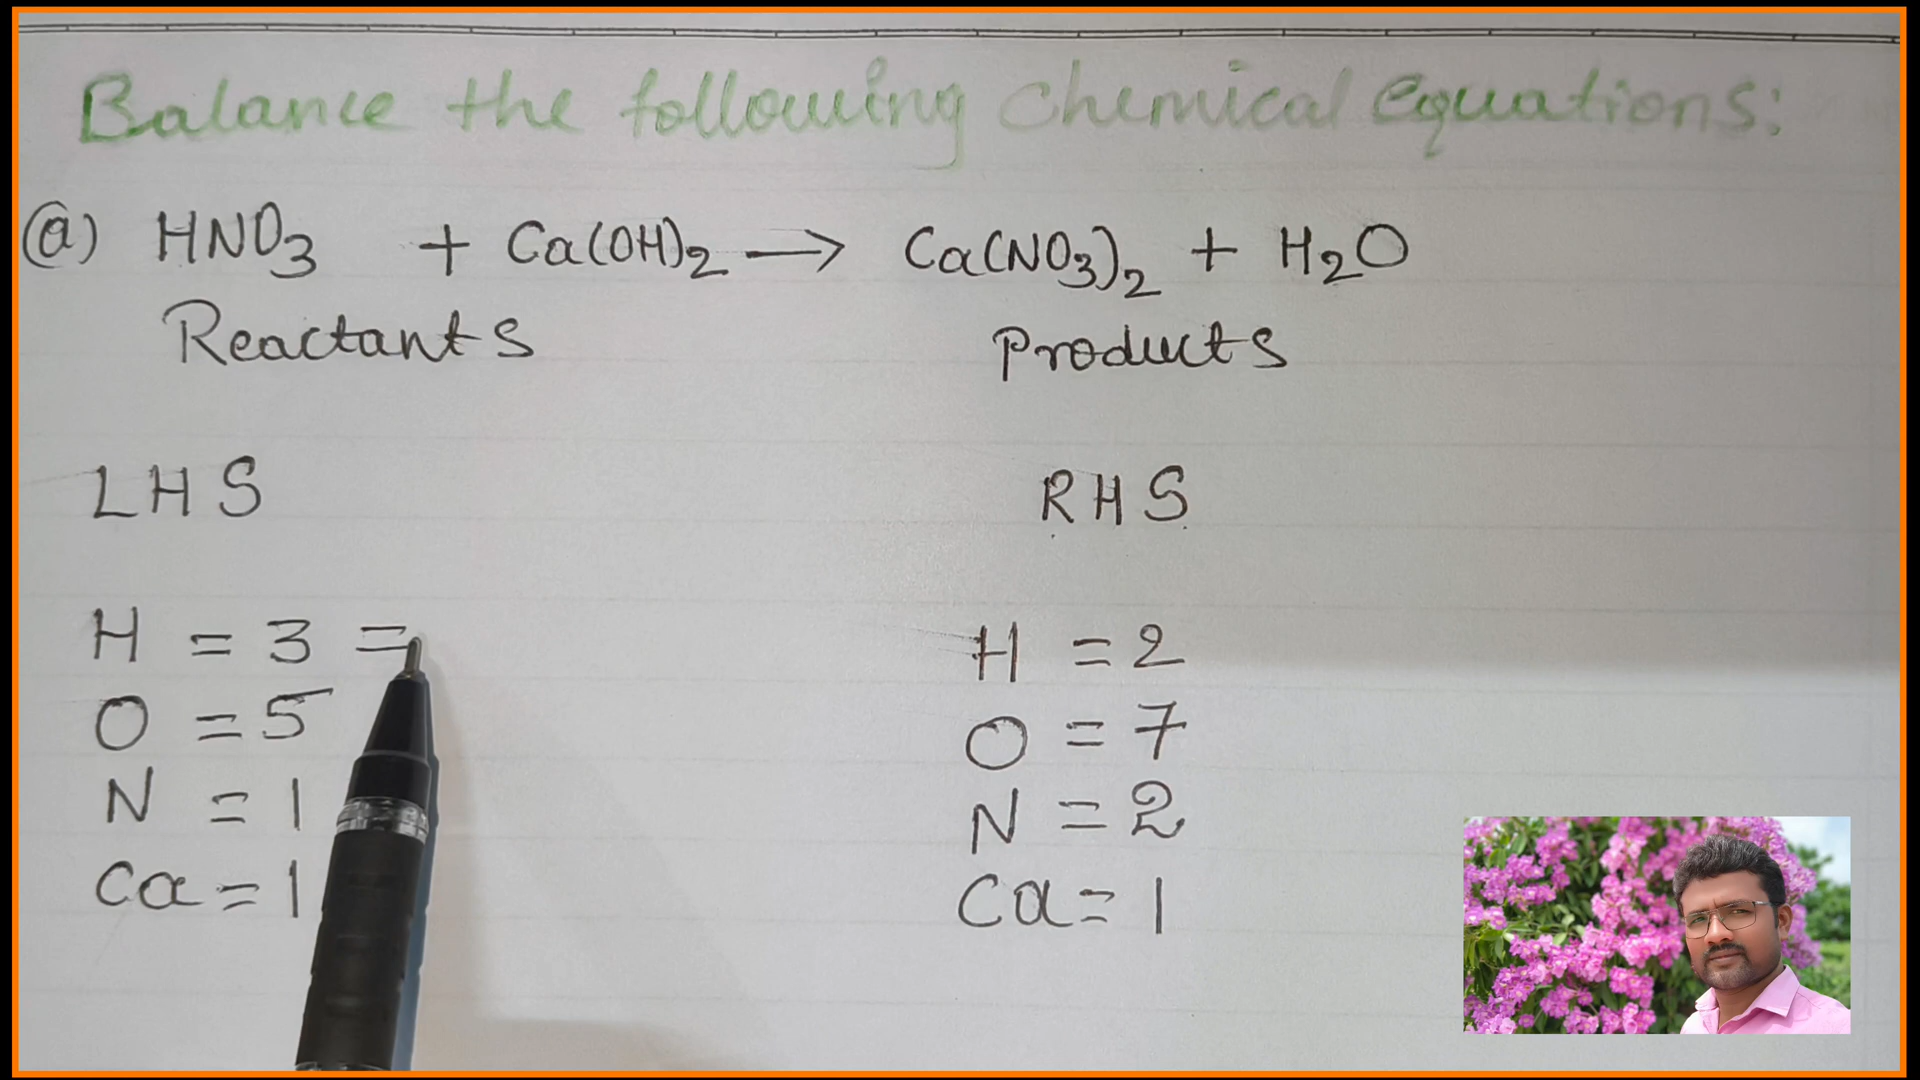 Balance the following chemical equations:
(a) HNO3 + Ca(OH)2 → Ca(NO3)2 + H2O
Reactants Products
LHS RHS
H = 3 = H = 2
O = 5 O = 7
N = 1 N = 2
Ca = 1 Ca = 1